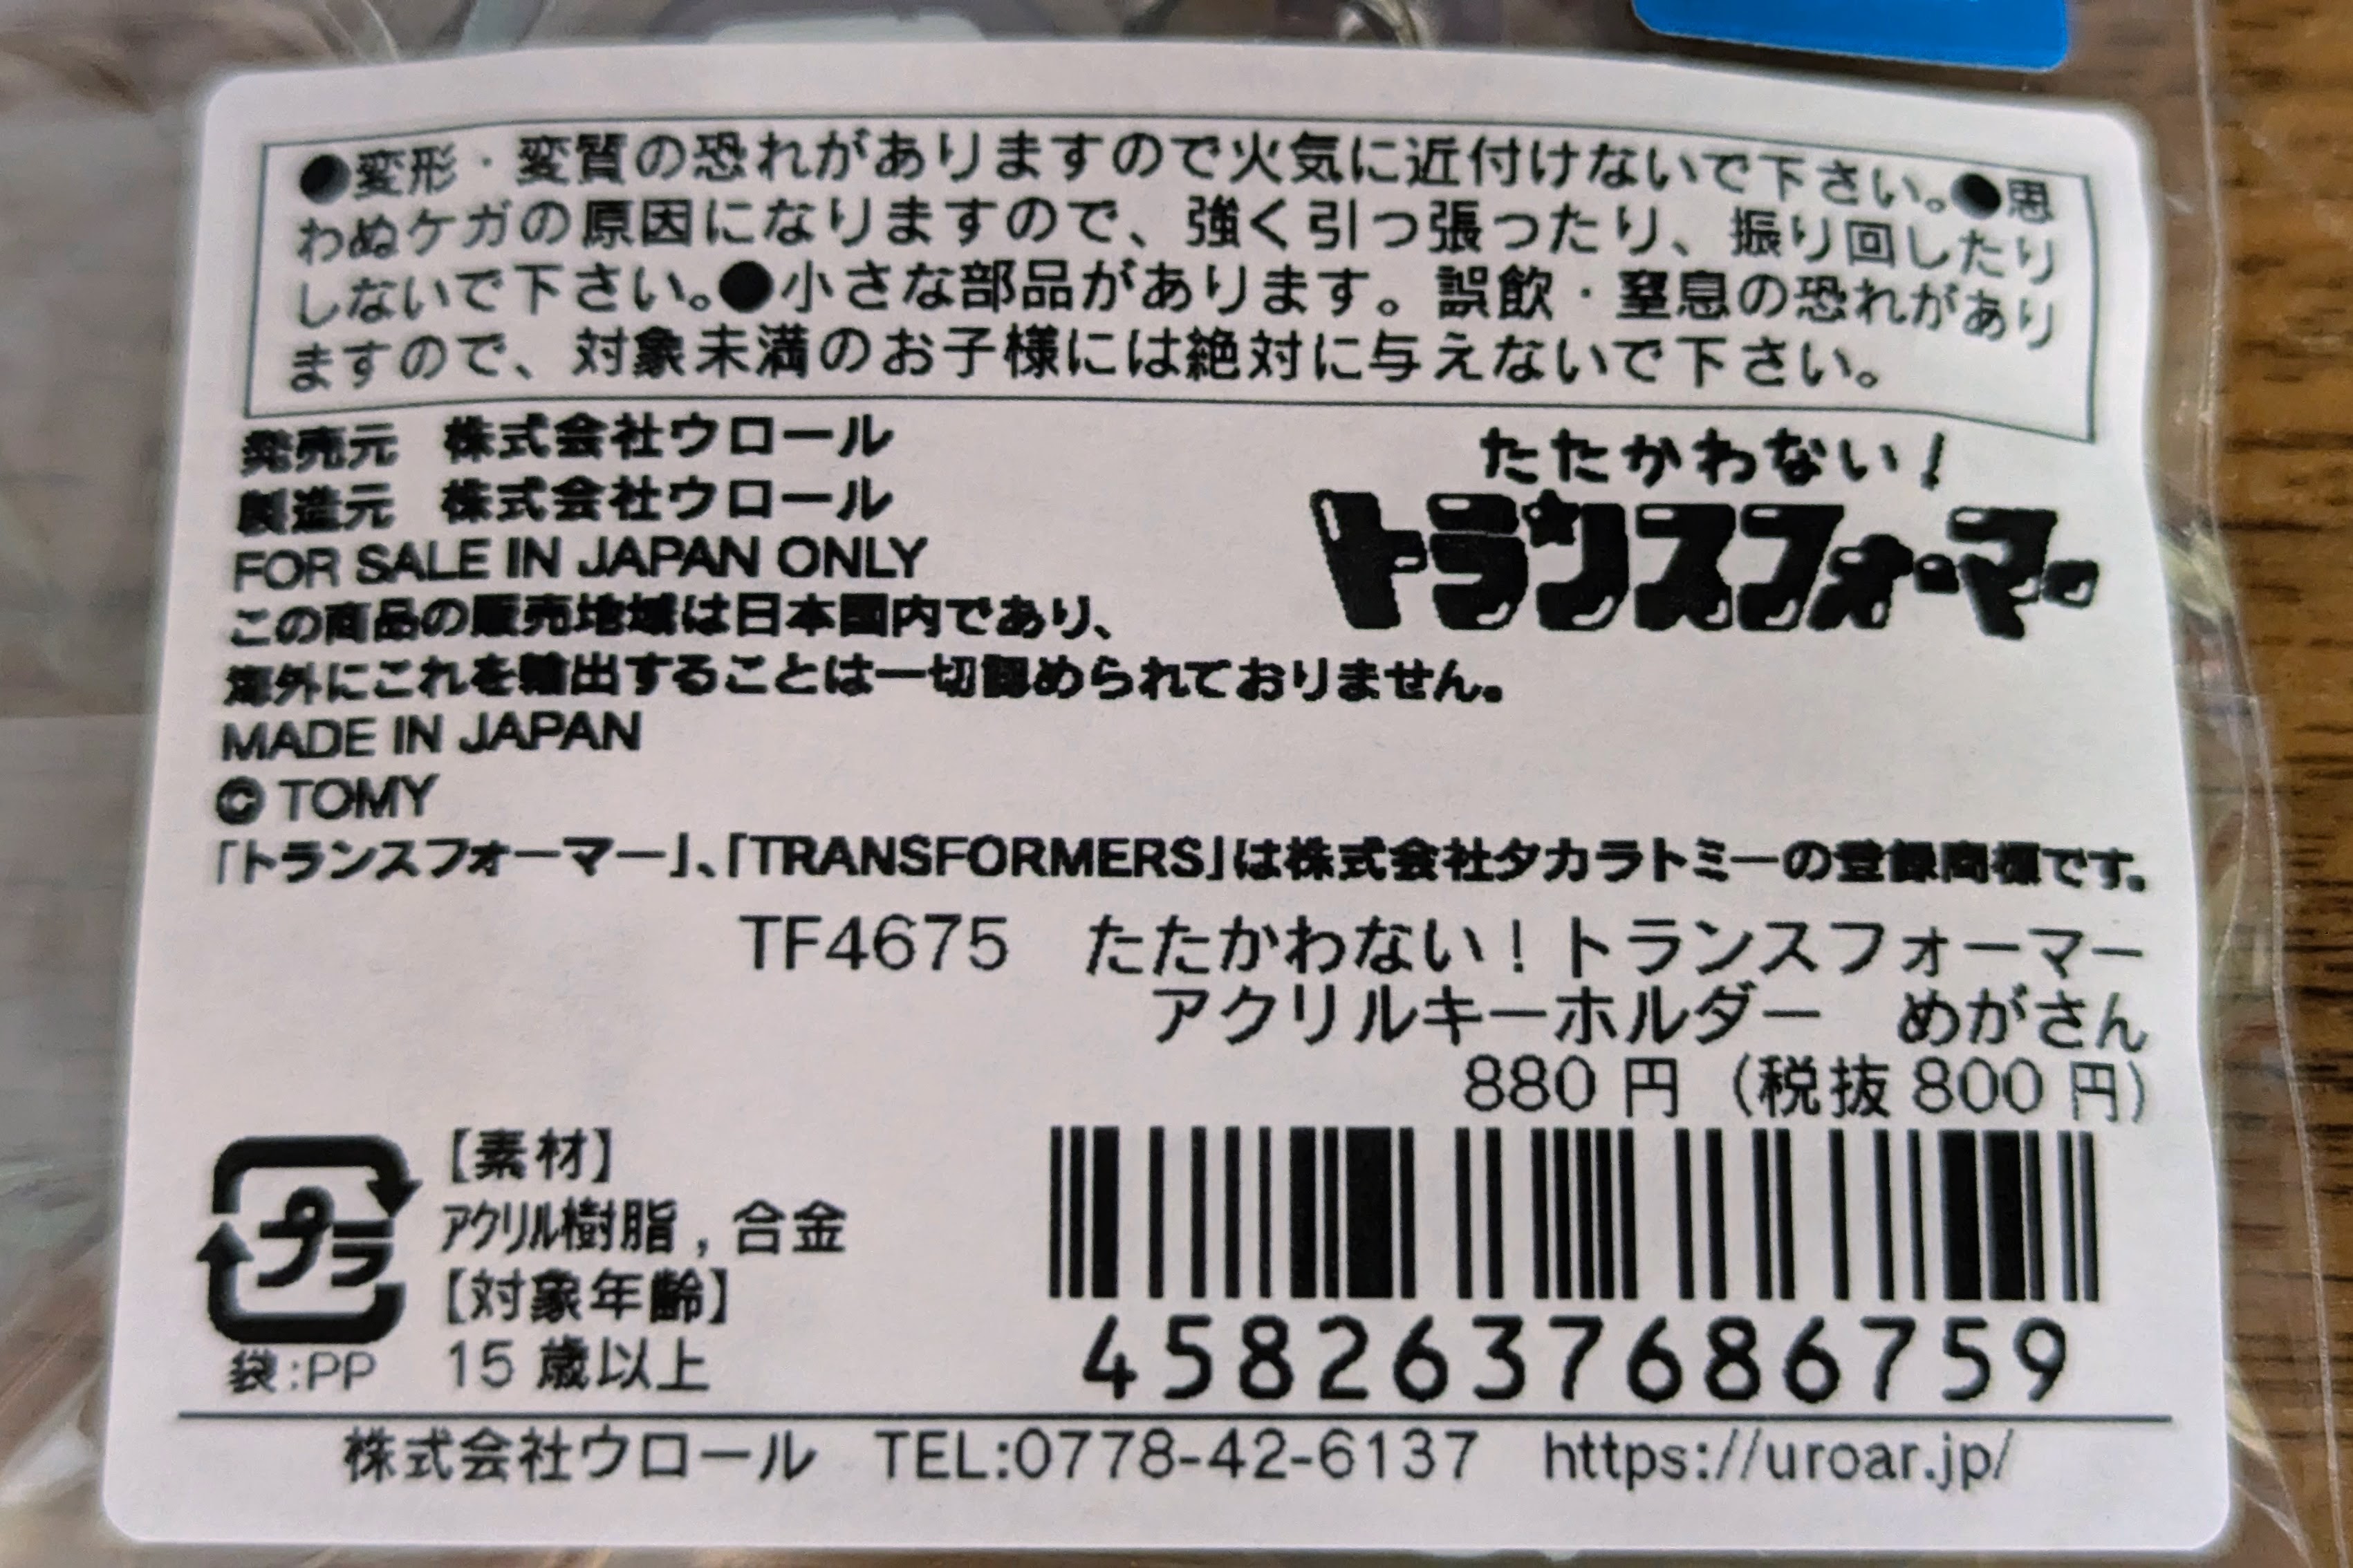 ●変形・変質の恐れがありますので火気に近付けないで下さい。●思
わぬケガの原因になりますので、強く引っ張ったり、振り回したり
しないで下さい。●小さな部品があります。誤飲・窒息の恐れがあり
ますので、対象未満のお子様には絶対に与えないで下さい。
発売元　株式会社ウロール
製造元　株式会社ウロール
FOR SALE IN JAPAN ONLY
この商品の販売地域は日本国内であり、
海外にこれを輸出することは一切認められておりません。
MADE IN JAPAN
© TOMY
たたかわない!
トランスフォーマー
「トランスフォーマー」、「TRANSFORMERS」は株式会社タカラトミーの登録商標です。
TF4675　たたかわない！トランスフォーマー
アクリルキーホルダー　めがさん
880 円（税抜 800 円）
プラ
袋:PP
【素材】
アクリル樹脂 , 合金
【対象年齢】
15 歳以上
4582637686759
株式会社ウロール　TEL:0778-42-6137　https://uroar.jp/